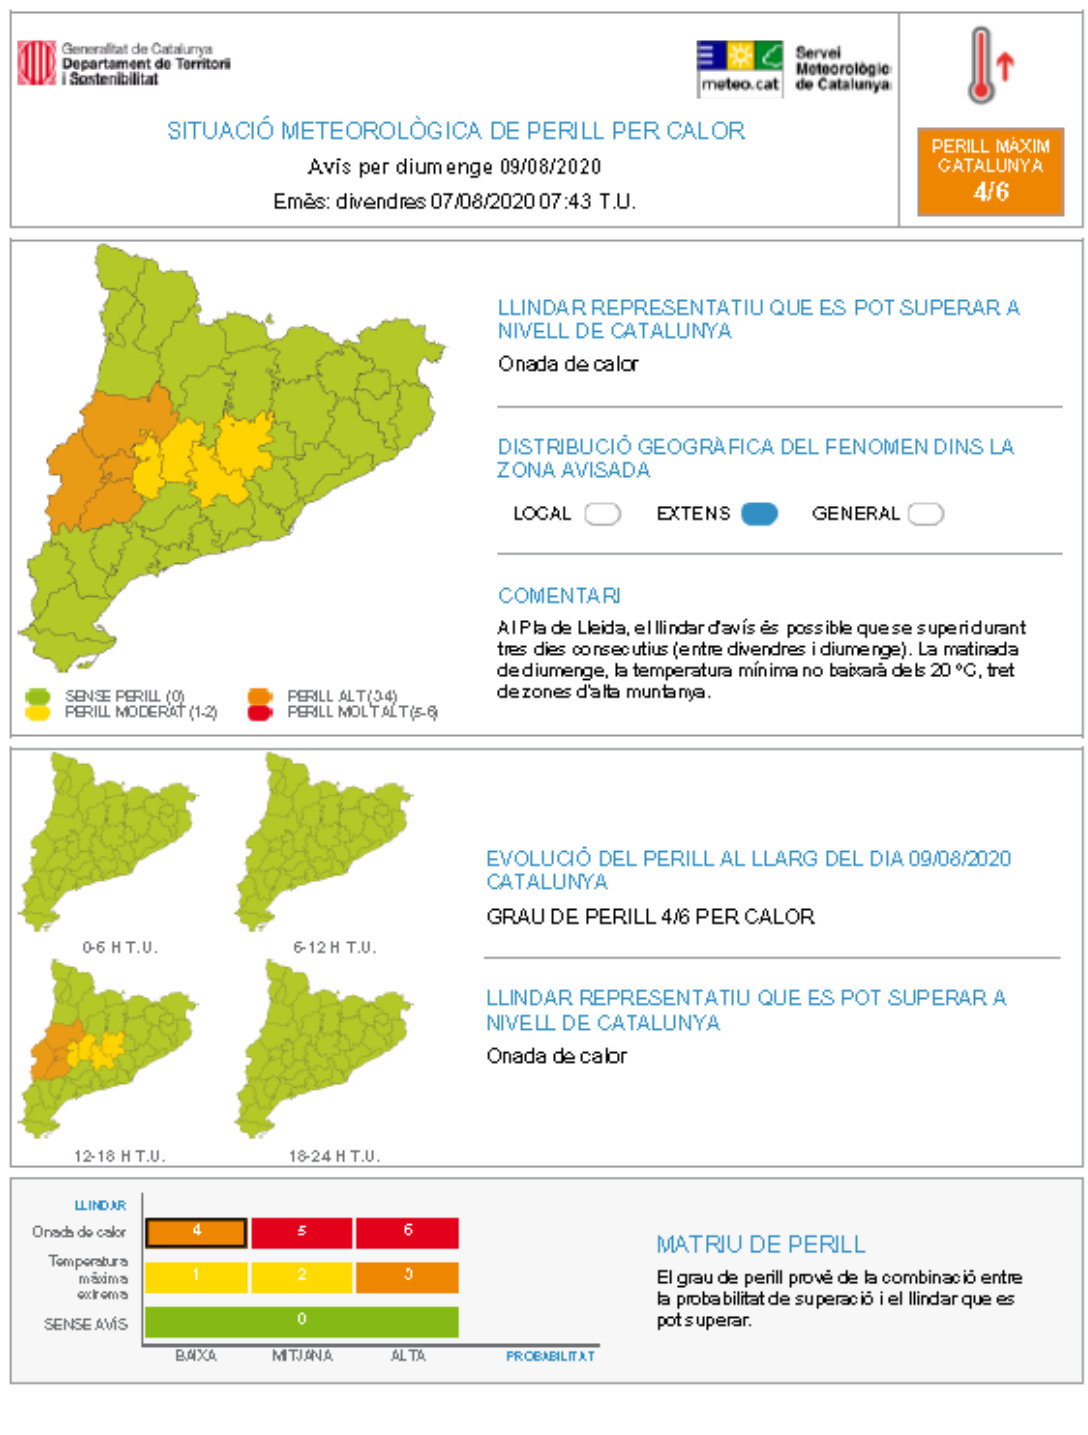 Generalitat de Catalunya
Departament de Territori
i Sostenibilitat
meteo.cat
Servei
Meteorològic
de Catalunya
SITUACIÓ METEOROLÒGICA DE PERILL PER CALOR
Avís per diumenge 09/08/2020
Emès: divendres 07/08/2020 07:43 T.U.
PERILL MÀXIM
CATALUNYA
4/6
LLINDAR REPRESENTATIU QUE ES POT SUPERAR A
NIVELL DE CATALUNYA
Onada de calor
DISTRIBUCIÓ GEOGRÀFICA DEL FENOMEN DINS LA
ZONA AVISADA
LOCAL EXTENS GENERAL
COMENTARI
Al Pla de Lleida, el llindar d'avís és possible que se superi durant
tres dies consecutius (entre divendres i diumenge). La matinada
de diumenge, la temperatura mínima no baixarà dels 20 ºC, tret
de zones d'alta muntanya.
SENSE PERILL (0)
PERILL MODERAT (1-2)
PERILL ALT (3-4)
PERILL MOLT ALT (5-6)
0-6 H T.U.
6-12 H T.U.
12-18 H T.U.
18-24 H T.U.
EVOLUCIÓ DEL PERILL AL LLARG DEL DIA 09/08/2020
CATALUNYA
GRAU DE PERILL 4/6 PER CALOR
LLINDAR REPRESENTATIU QUE ES POT SUPERAR A
NIVELL DE CATALUNYA
Onada de calor
LLINDAR
Onada de calor 4 5 6
Temperatura
màxima
extrema
1 2 3
SENSE AVÍS 0
BAIXA MITJANA ALTA PROBABILITAT
MATRIU DE PERILL
El grau de perill prové de la combinació entre
la probabilitat de superació i el llindar que es
pot superar.